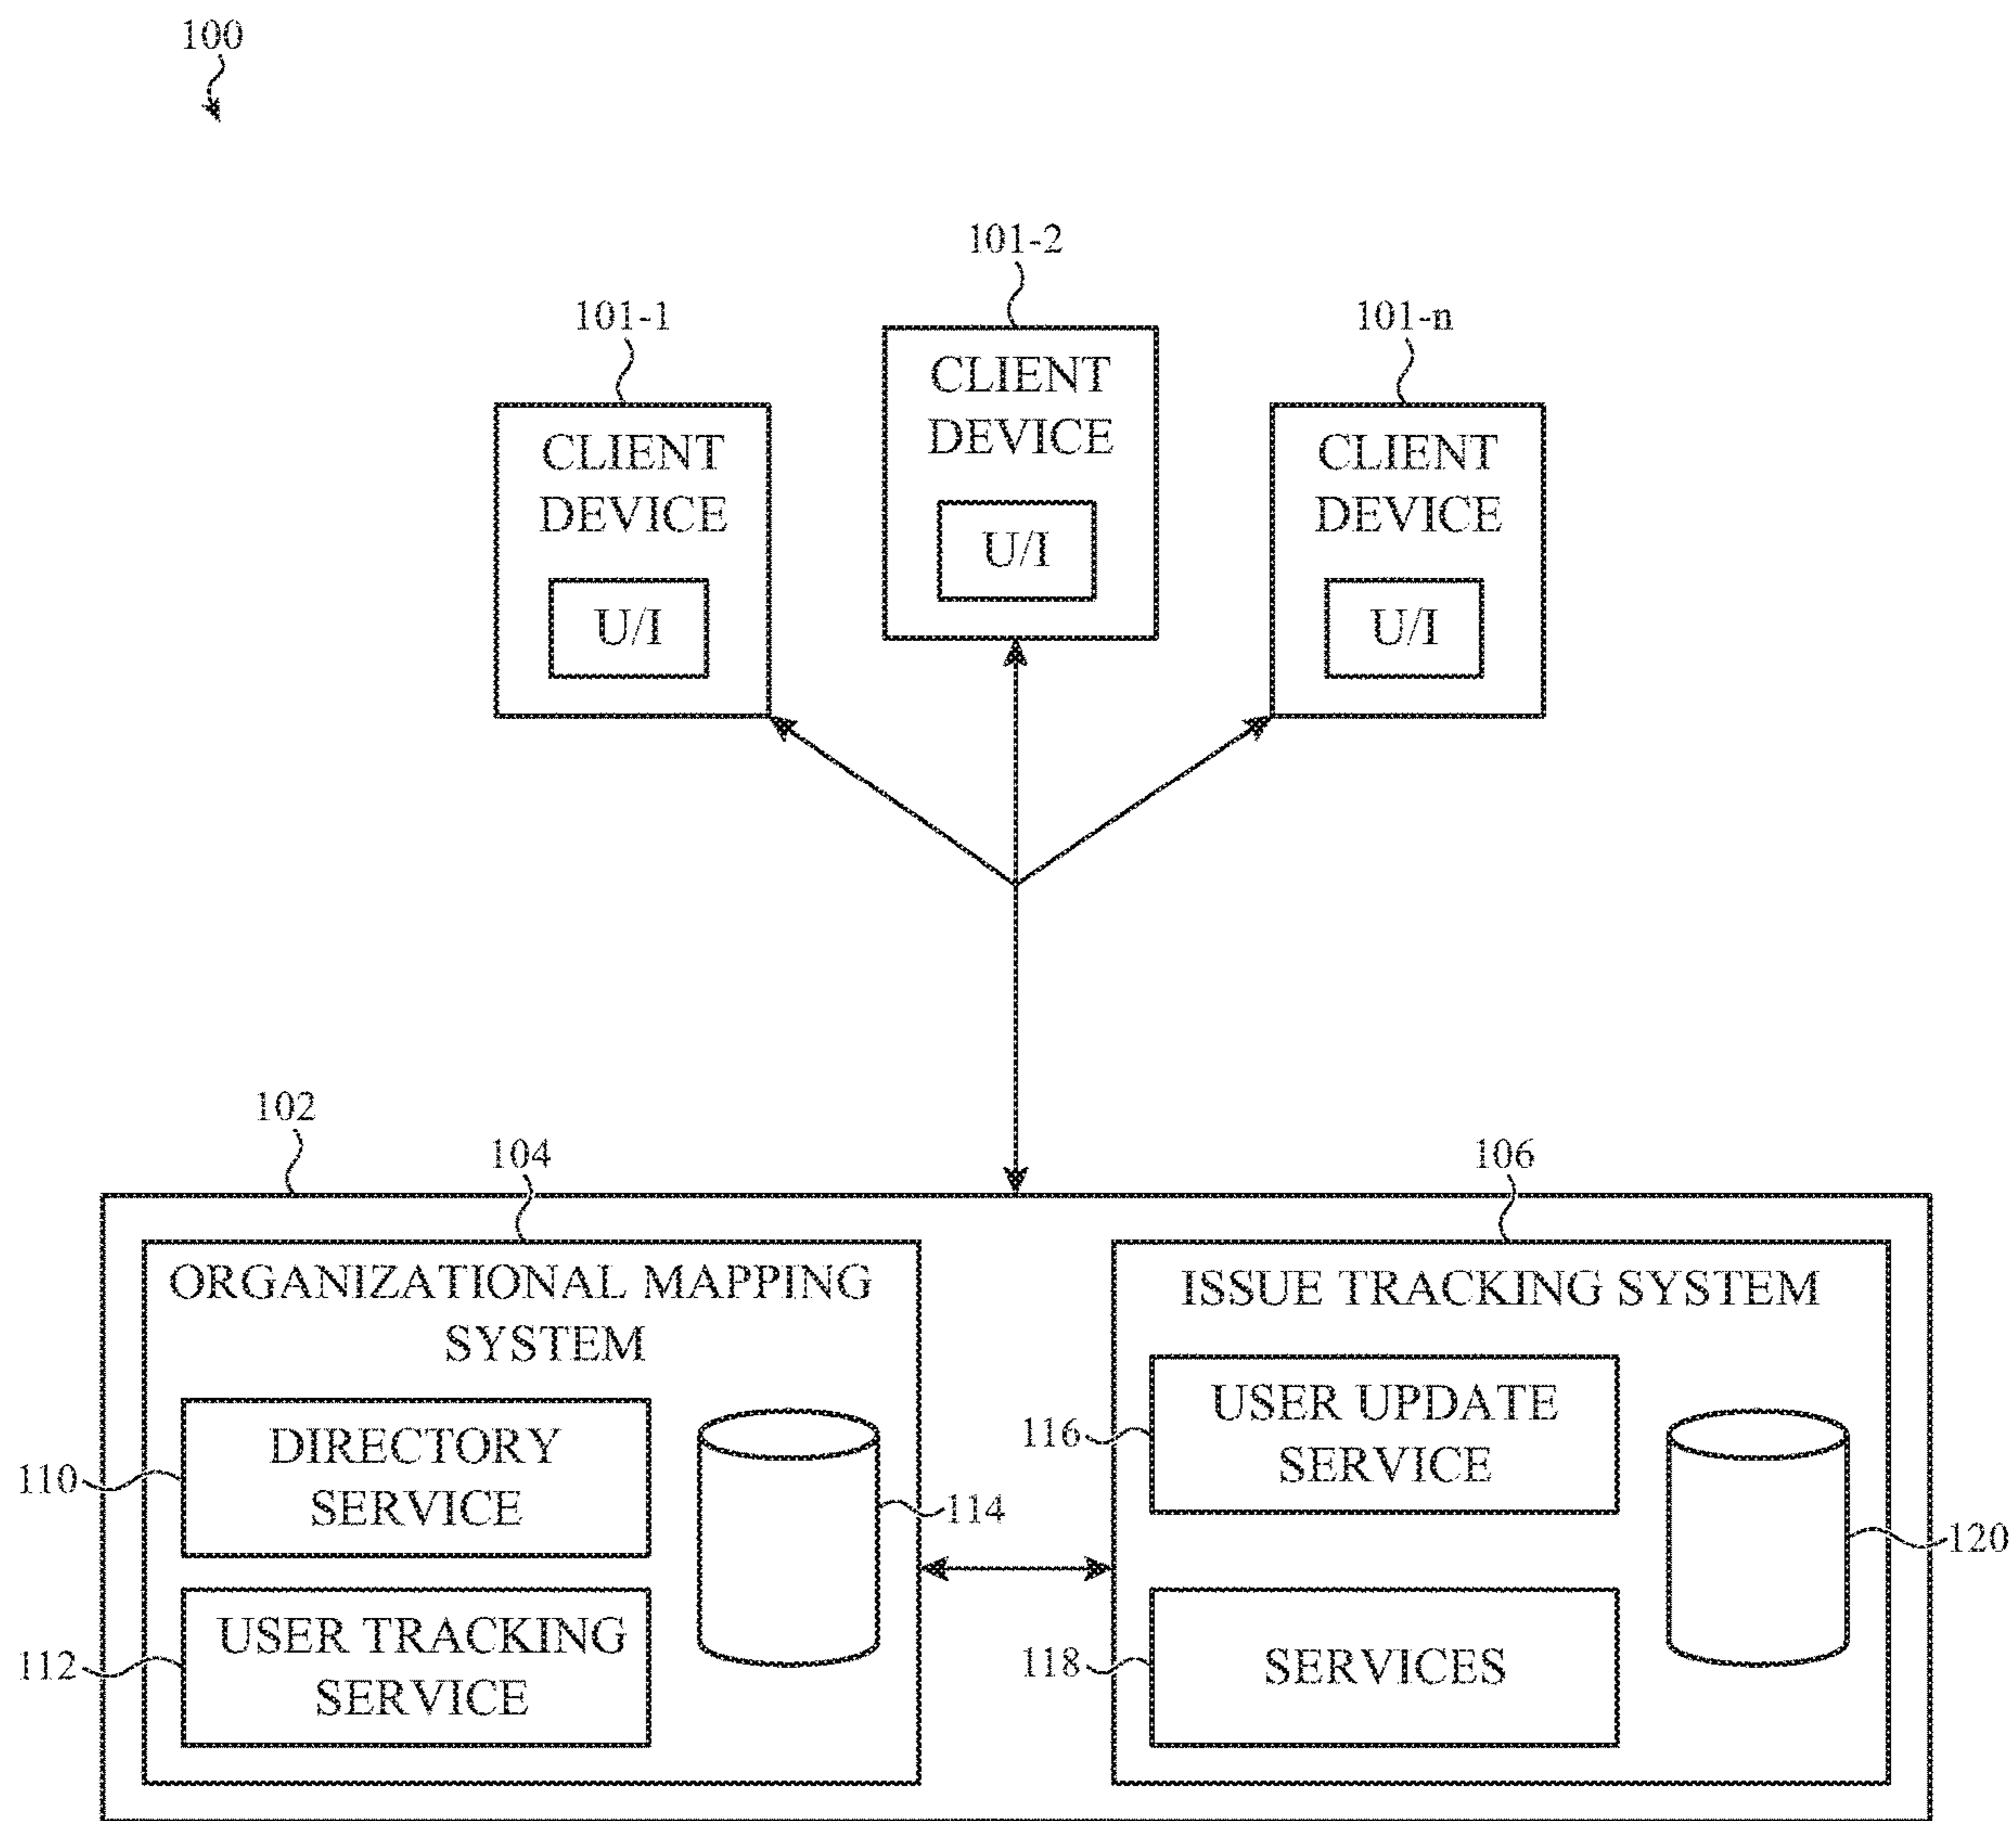 100
101-2
101-1
101-n
CLIENT
DEVICE
U/I
CLIENT
DEVICE
U/I
CLIENT
DEVICE
U/I
102
104
106
ORGANIZATIONAL MAPPING
SYSTEM
DIRECTORY
SERVICE
110
USER TRACKING
SERVICE
112
114
ISSUE TRACKING SYSTEM
USER UPDATE
SERVICE
116
SERVICES
118
120